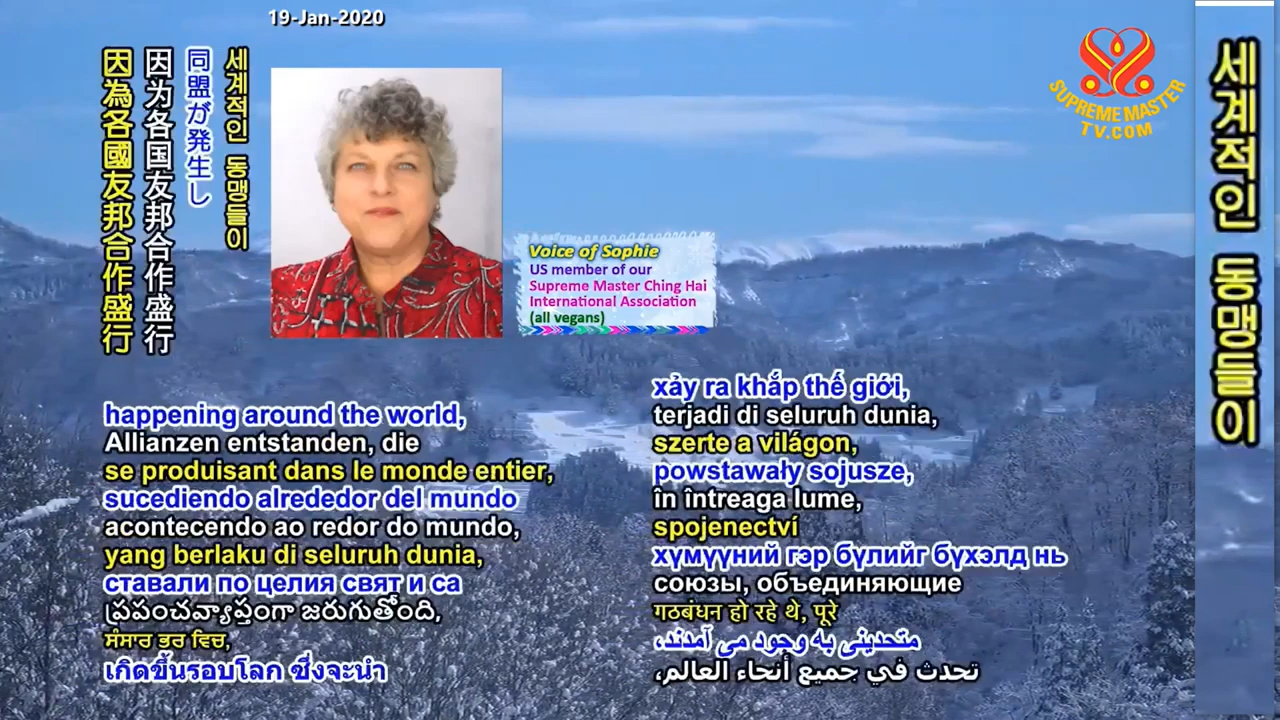 19-Jan-2020
세계적인 동맹들이
同盟が発生し
因为各国友邦合作盛行
因為各國友邦合作盛行
Voice of Sophie
US member of our
Supreme Master Ching Hai
International Association
(all vegans)
SUPREME MASTER
TV.COM
세계적인 동맹들이
happening around the world,
Allianzen entstanden, die
se produisant dans le monde entier,
sucediendo alrededor del mundo
acontecendo ao redor do mundo,
yang berlaku di seluruh dunia,
ставали по целия свят и са
ప్రపంచవ్యాప్తంగా జరుగుతోంది,
ਸੰਸਾਰ ਭਰ ਵਿਚ,
เกิดขึ้นรอบโลก ซึ่งจะนำ
xảy ra khắp thế giới,
terjadi di seluruh dunia,
szerte a világon,
powstawały sojusze,
în întreaga lume,
spojenectví
хүмүүний гэр бүлийг бүхэлд нь
союзы, объединяющие
गठबंधन हो रहे थे, पूरे
متحدینی به وجود می آمدند،
تحدث في جميع أنحاء العالم،